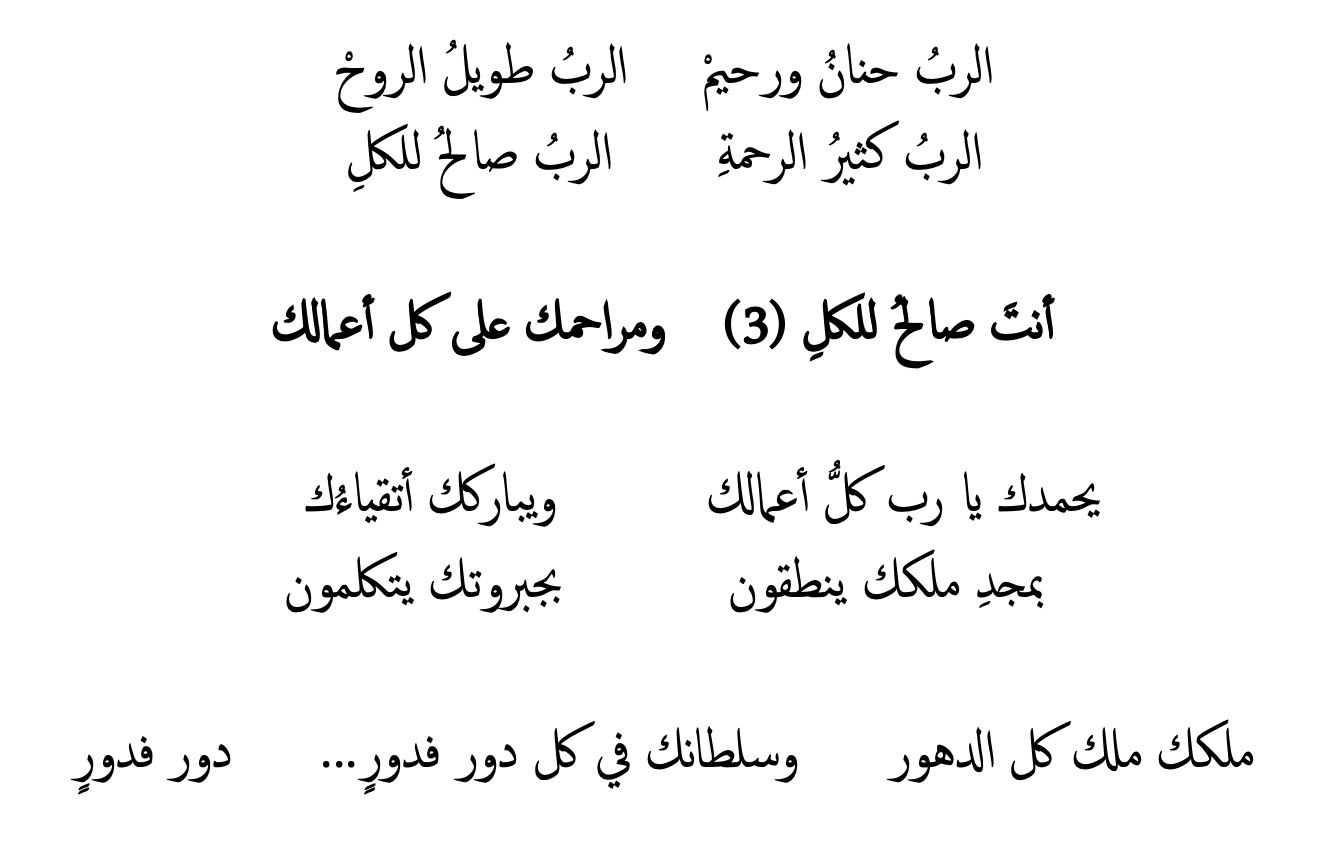 الربُ حنانُ ورحيمْ الربُ طويلُ الروحْ
الربُ كثيرُ الرحمةِ الربُ صالحُ للكلِ
أنتَ صالحُ للكلِ (3) ومراحمك على كل أعمالك
يحمدك يا رب كلُّ أعمالك ويباركك أتقياءُك
بمجدِ ملكك ينطقون بجبروتك يتكلمون
ملكك ملك كل الدهور وسلطانك في كل دور فدورٍ... دور فدورٍ